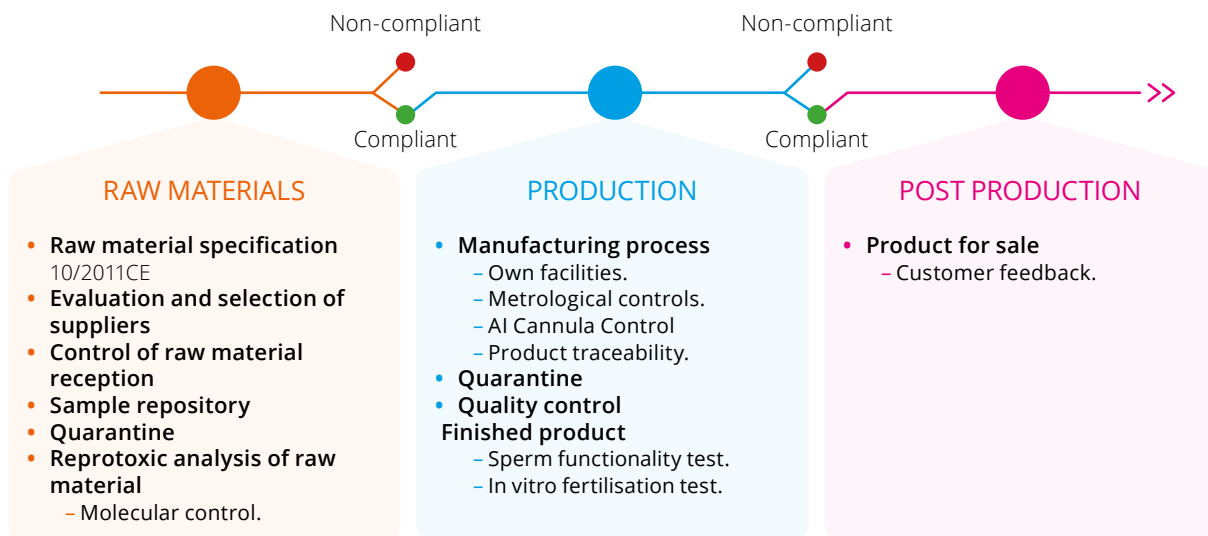 Non-compliant
Non-compliant
Compliant
Compliant
RAW MATERIALS
• Raw material specification
10/2011CE
• Evaluation and selection of
suppliers
• Control of raw material
reception
• Sample repository
• Quarantine
• Reprotoxic analysis of raw
material
– Molecular control.
PRODUCTION
• Manufacturing process
– Own facilities.
– Metrological controls.
– AI Cannula Control
– Product traceability.
• Quarantine
• Quality control
Finished product
– Sperm functionality test.
– In vitro fertilisation test.
POST PRODUCTION
• Product for sale
– Customer feedback.